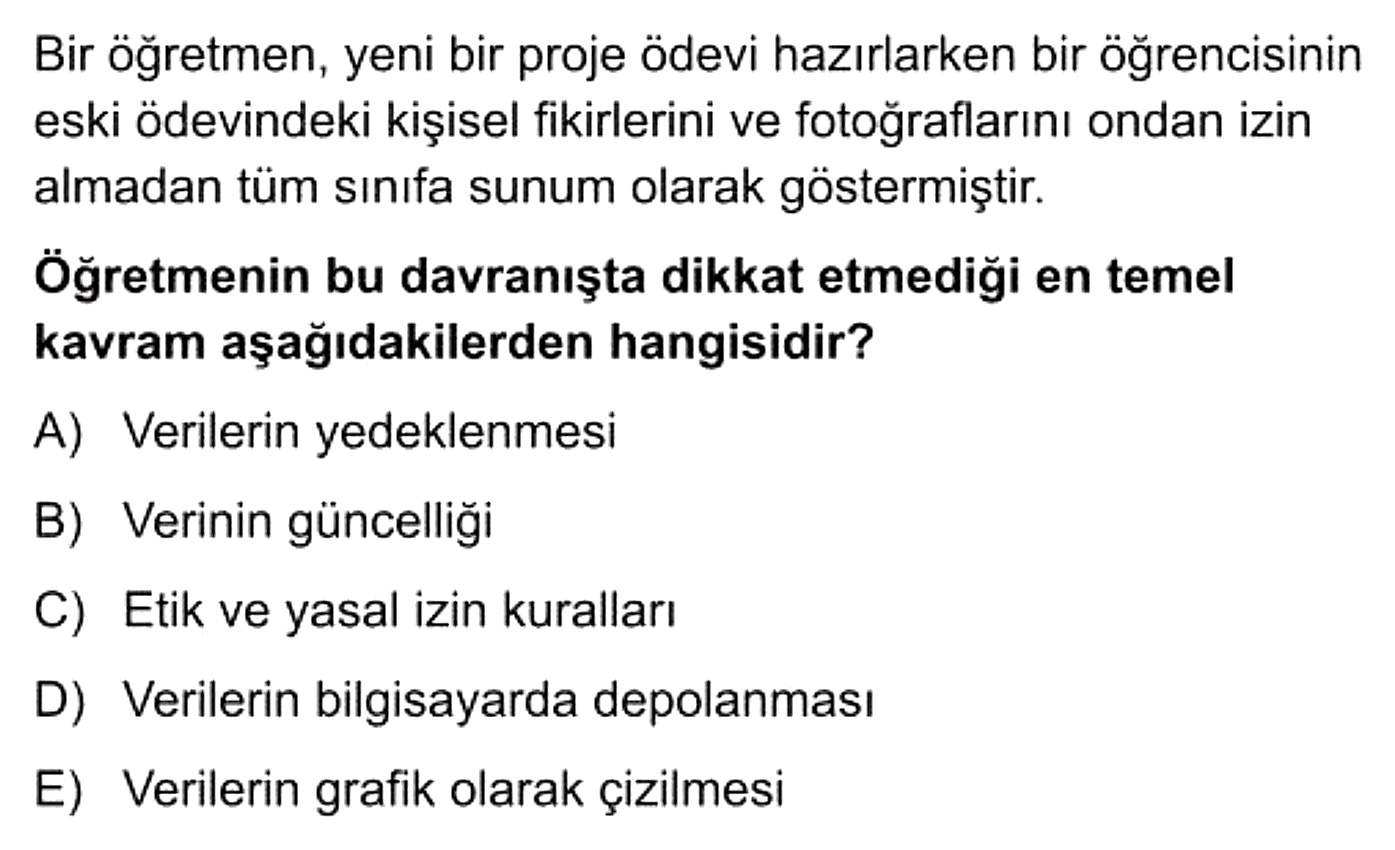 Bir öğretmen, yeni bir proje ödevi hazırlarken bir öğrencisinin
eski ödevindeki kişisel fikirlerini ve fotoğraflarını ondan izin
almadan tüm sınıfa sunum olarak göstermiştir.
Öğretmenin bu davranışta dikkat etmediği en temel
kavram aşağıdakilerden hangisidir?
A) Verilerin yedeklenmesi
B) Verinin güncelliği
C) Etik ve yasal izin kuralları
D) Verilerin bilgisayarda depolanması
E) Verilerin grafik olarak çizilmesi